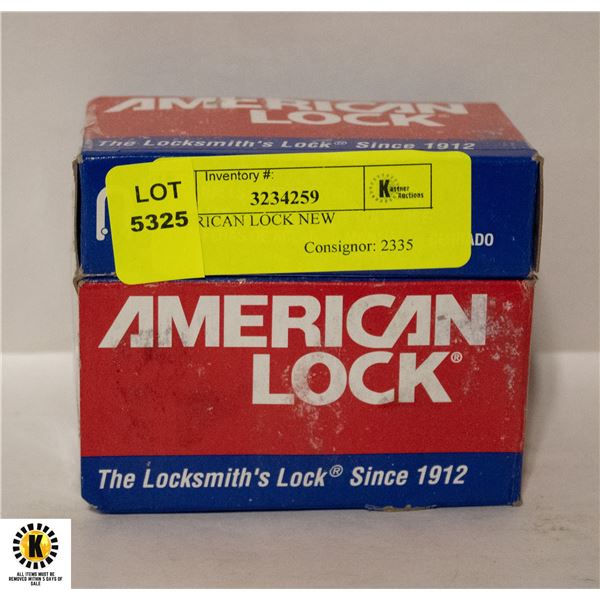 AMERICAN
LOCK
The Locksmith's Lock® Since 1912
LOT
5325
Inventory #:
3234259
Kastner
Auctions
RICAN LOCK NEW
Consignor: 2335
ADO
AMERICAN
LOCK®
The Locksmith's Lock® Since 1912
K
ALL ITEMS MUST BE
REMOVED WITHIN 5 DAYS OF
SALE